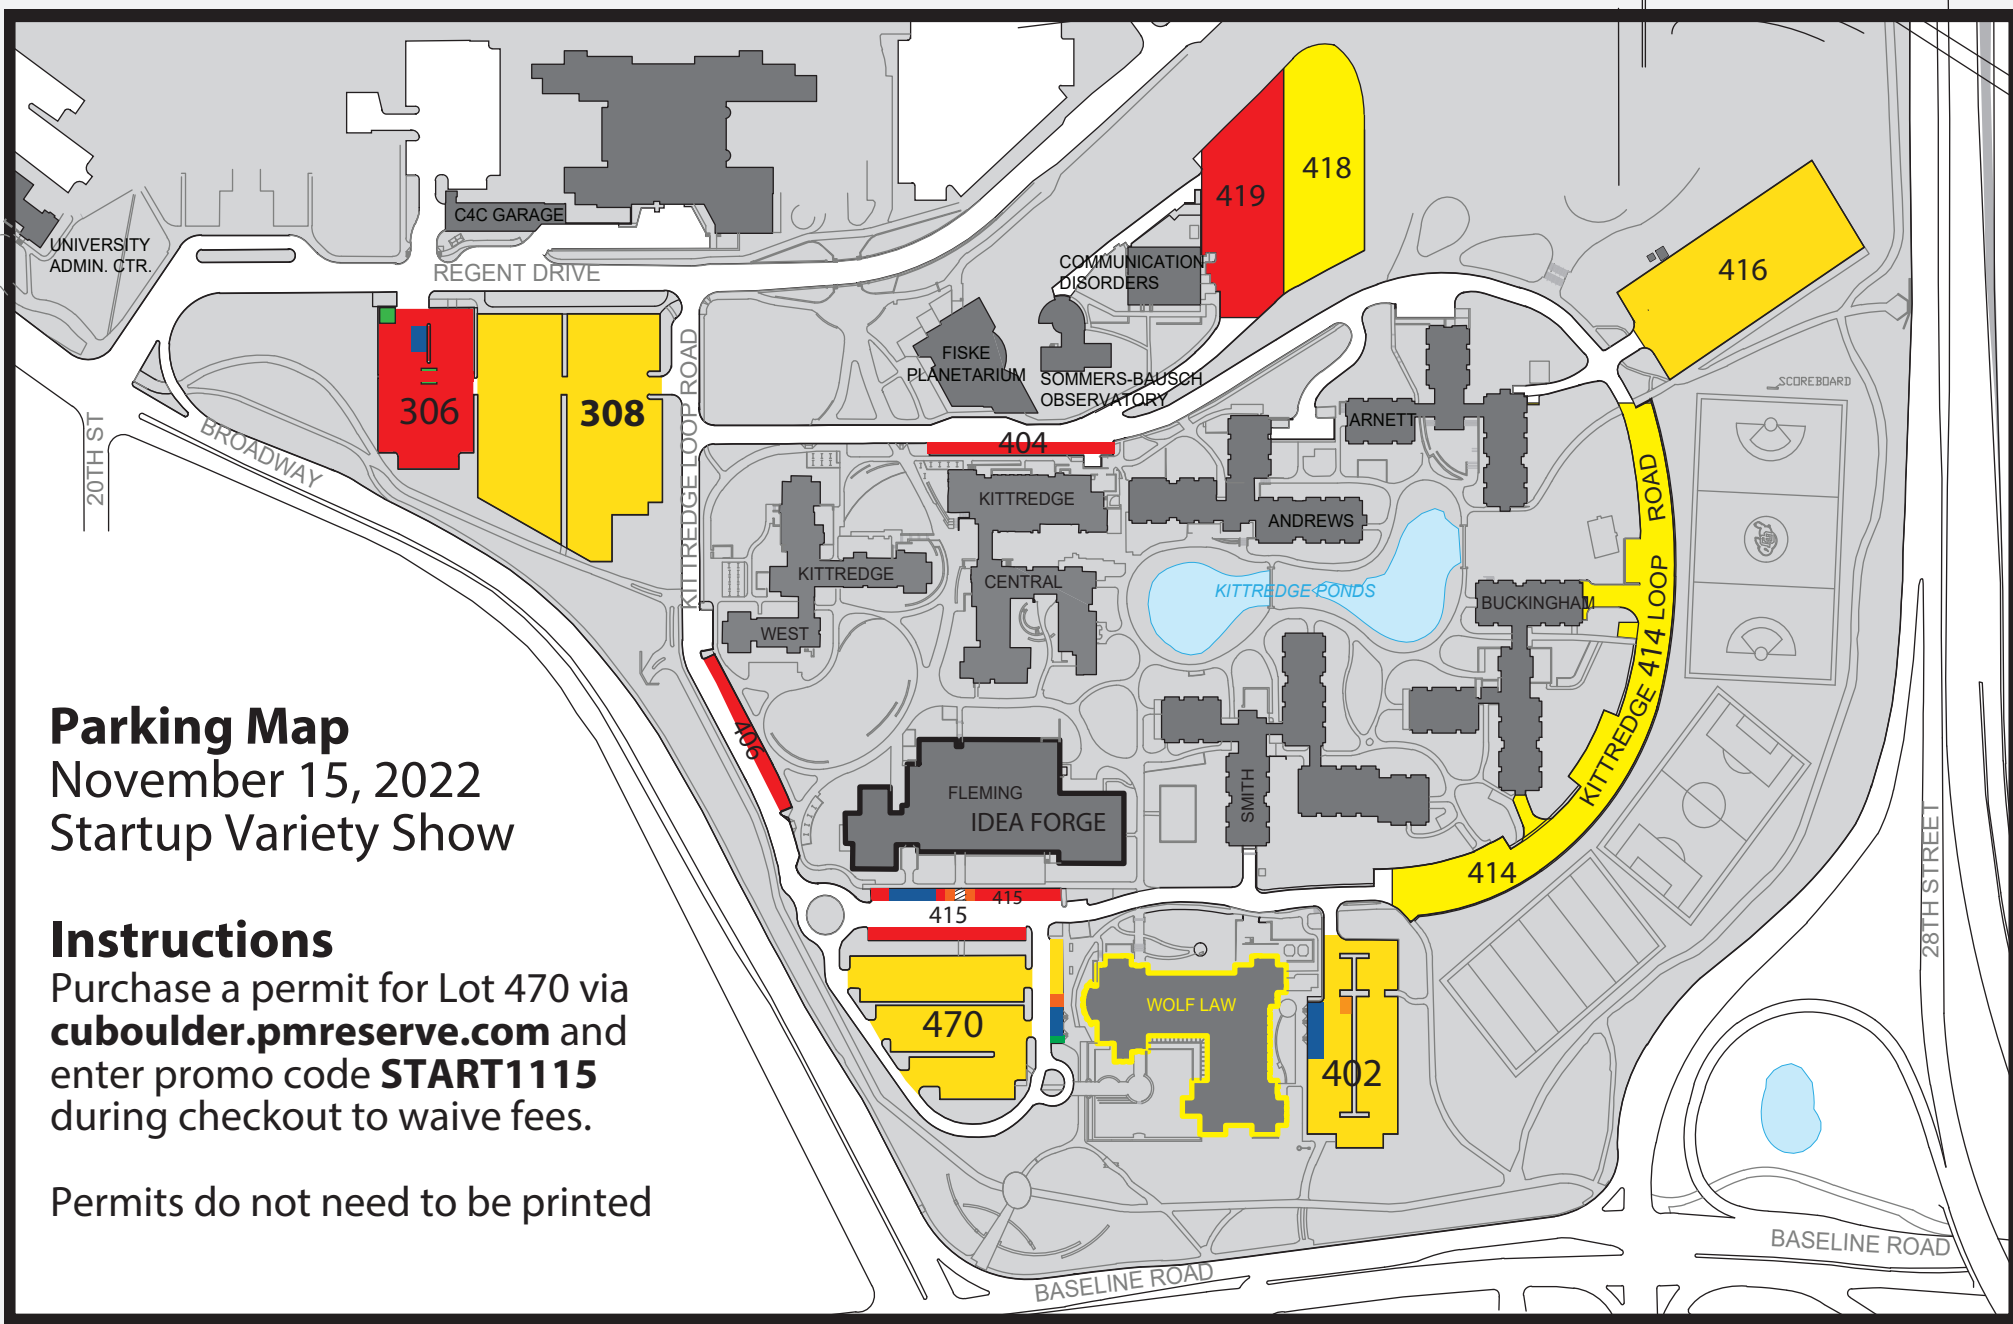 UNIVERSITY
ADMIN. CTR.
C4C GARAGE
REGENT DRIVE
419
418
416
COMMUNICATION
DISORDERS
FISKE
PLANETARIUM
SOMMERS-BAUSCH
OBSERVATORY
306
308
KITTREDGE LOOP ROAD
20TH ST
BROADWAY
404
ARNETT
SCOREBOARD
KITTREDGE
ANDREWS
KITTREDGE
WEST
CENTRAL
KITTREDGE PONDS
BUCKINGHAM
KITTREDGE 414 LOOP ROAD
406
FLEMING
IDEA FORGE
SMITH
414
415
415
470
WOLF LAW
402
28TH STREET
BASELINE ROAD
BASELINE ROAD
Parking Map
November 15, 2022
Startup Variety Show
Instructions
Purchase a permit for Lot 470 via
cuboulder.pmreserve.com and
enter promo code START1115
during checkout to waive fees.
Permits do not need to be printed